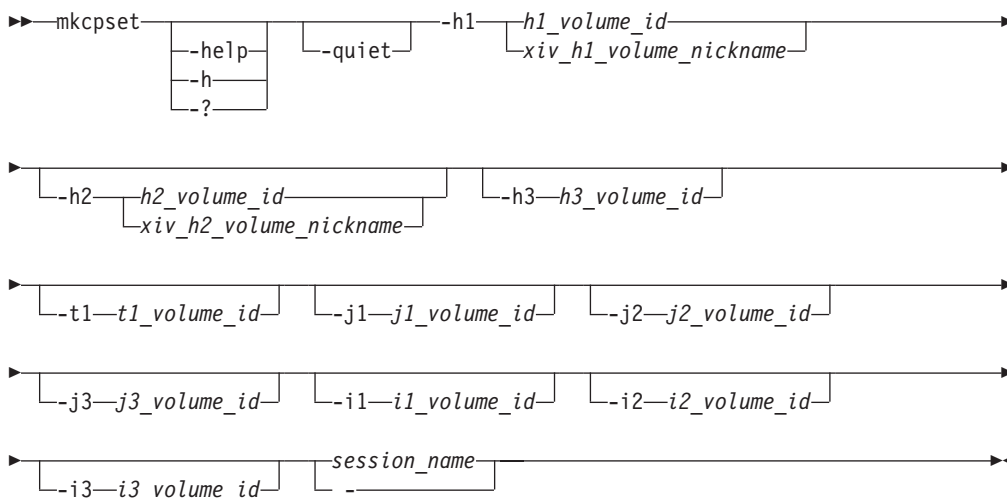 mkcpset -h1 h1_volume_id
-help -quiet xiv_h1_volume_nickname
-h
-?
-h2 h2_volume_id -h3 h3_volume_id
xiv_h2_volume_nickname
-t1 t1_volume_id -j1 j1_volume_id -j2 j2_volume_id
-j3 j3_volume_id -i1 i1_volume_id -i2 i2_volume_id
session_name
-i3 i3_volume_id -